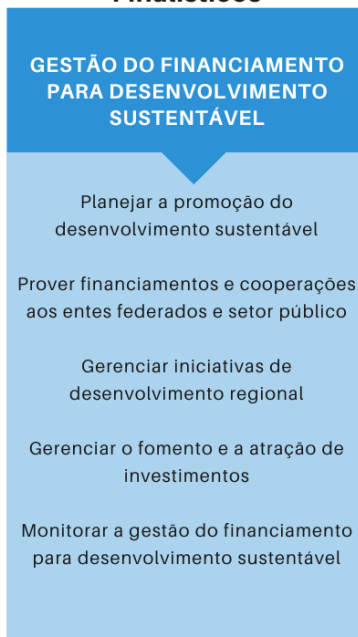 GESTÃO DO FINANCIAMENTO
PARA DESENVOLVIMENTO
SUSTENTÁVEL
Planejar a promoção do
desenvolvimento sustentável
Prover financiamentos e cooperações
aos entes federados e setor público
Gerenciar iniciativas de
desenvolvimento regional
Gerenciar o fomento e a atração de
investimentos
Monitorar a gestão do financiamento
para desenvolvimento sustentável